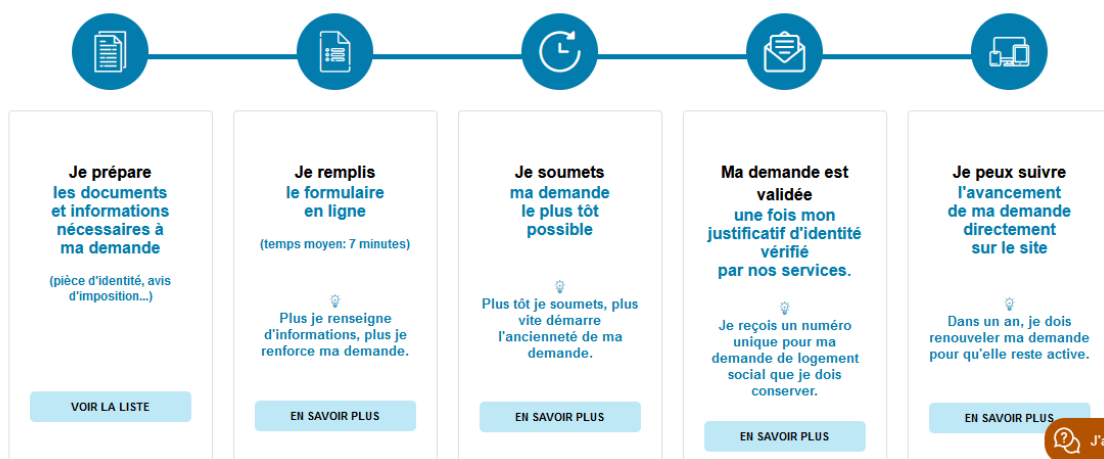 Je prépare
les documents
et informations
nécessaires à
ma demande
(pièce d'identité, avis
d'imposition...)
VOIR LA LISTE
Je remplis
le formulaire
en ligne
(temps moyen: 7 minutes)
Plus je renseigne
d'informations, plus je
renforce ma demande.
EN SAVOIR PLUS
Je soumets
ma demande
le plus tôt
possible
Plus tôt je soumets, plus
vite démarre
l'ancienneté de ma
demande.
EN SAVOIR PLUS
Ma demande est
validée
une fois mon
justificatif d'identité
vérifié
par nos services.
Je reçois un numéro
unique pour ma
demande de logement
social que je dois
conserver.
EN SAVOIR PLUS
Je peux suivre
l'avancement
de ma demande
directement
sur le site
Dans un an, je dois
renouveler ma demande
pour qu'elle reste active.
EN SAVOIR PLUS